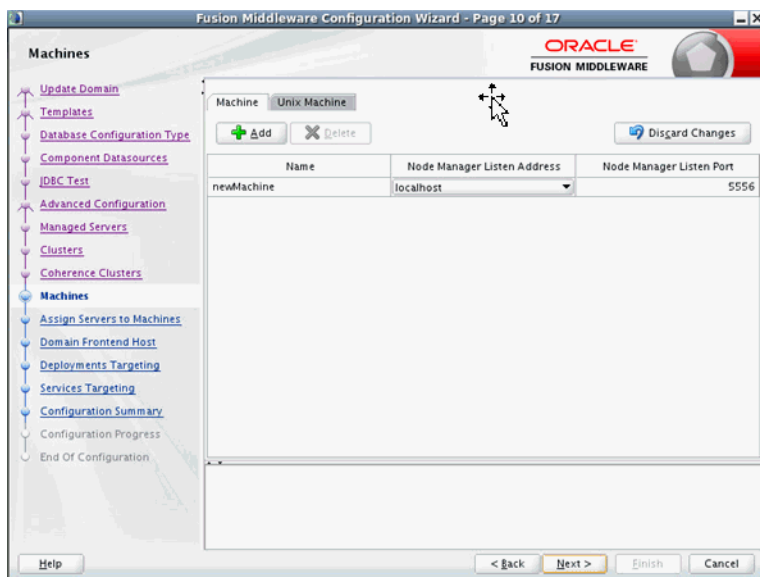 Fusion Middleware Configuration Wizard - Page 10 of 17
Machines
ORACLE
FUSION MIDDLEWARE
Update Domain
Templates
Database Configuration Type
Component Datasources
JDBC Test
Advanced Configuration
Managed Servers
Clusters
Coherence Clusters
Machines
Assign Servers to Machines
Domain Frontend Host
Deployments Targeting
Services Targeting
Configuration Summary
Configuration Progress
End Of Configuration
Machine Unix Machine
Add Delete Discard Changes
Name Node Manager Listen Address Node Manager Listen Port
newMachine localhost 5556
Help < Back Next > Finish Cancel